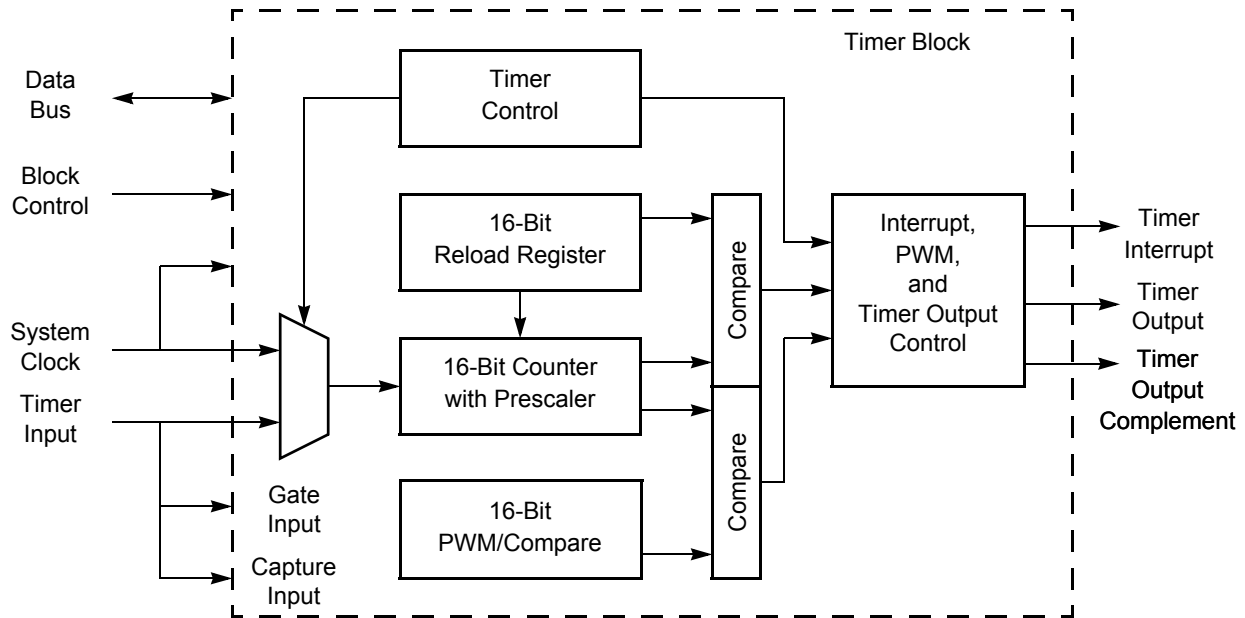 Timer Block
Data
Bus
Timer
Control
Block
Control
16-Bit
Reload Register
Compare
Interrupt,
PWM,
and
Timer Output
Control
Timer
Interrupt
Timer
Output
Timer
Output
Complement
System
Clock
16-Bit Counter
with Prescaler
Timer
Input
Compare
Gate
Input
16-Bit
PWM/Compare
Capture
Input